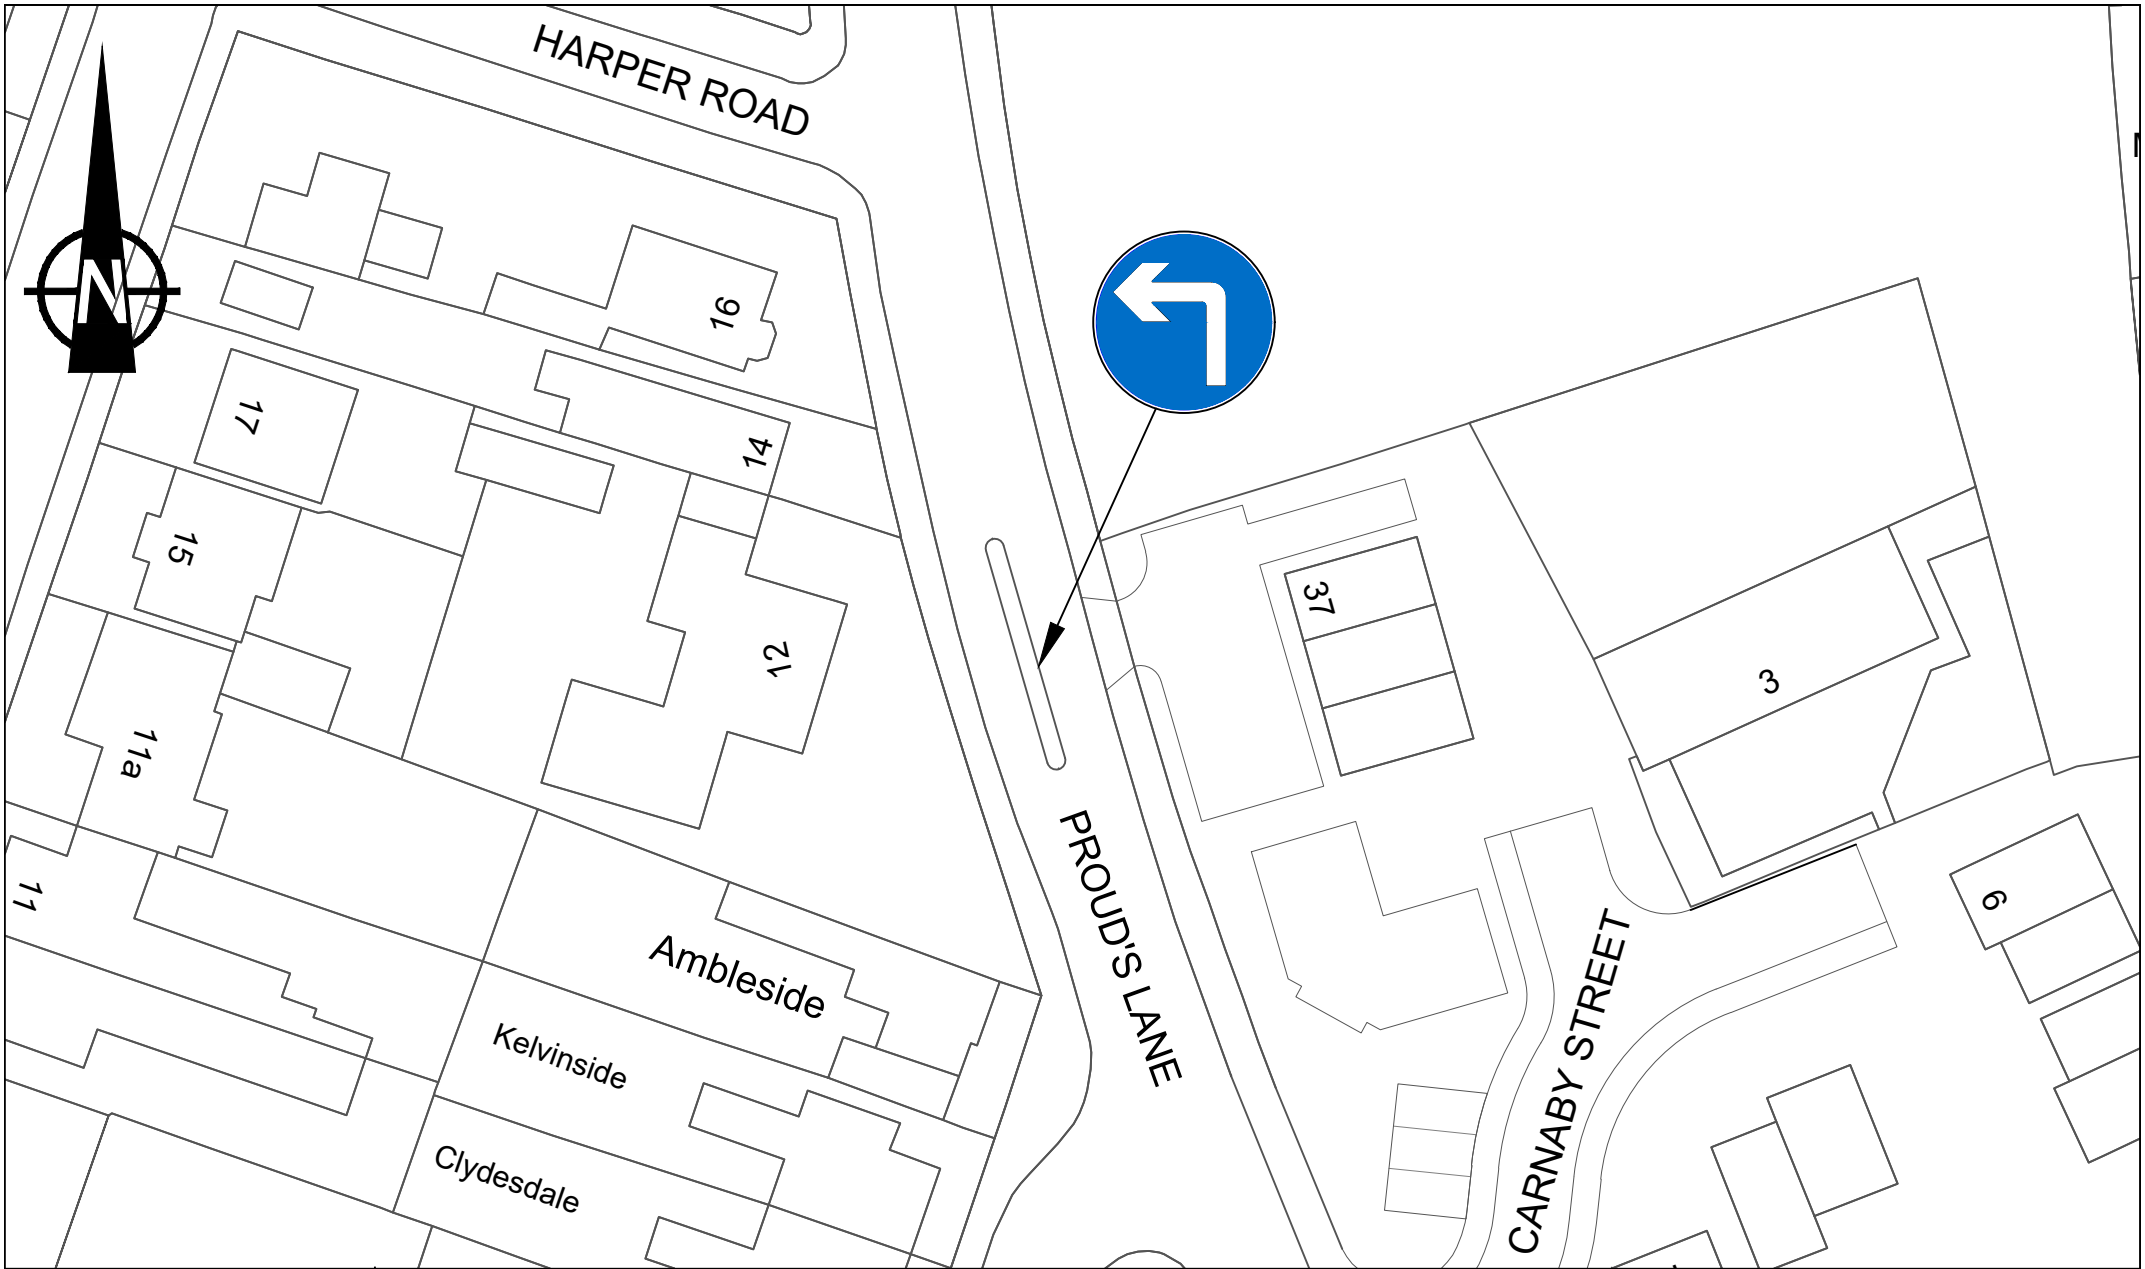 HARPER ROAD
N
16
17
14
15
37
12
3
11a
11
6
PROUD'S LANE
Ambleside
CARNABY STREET
Kelvinside
Clydesdale